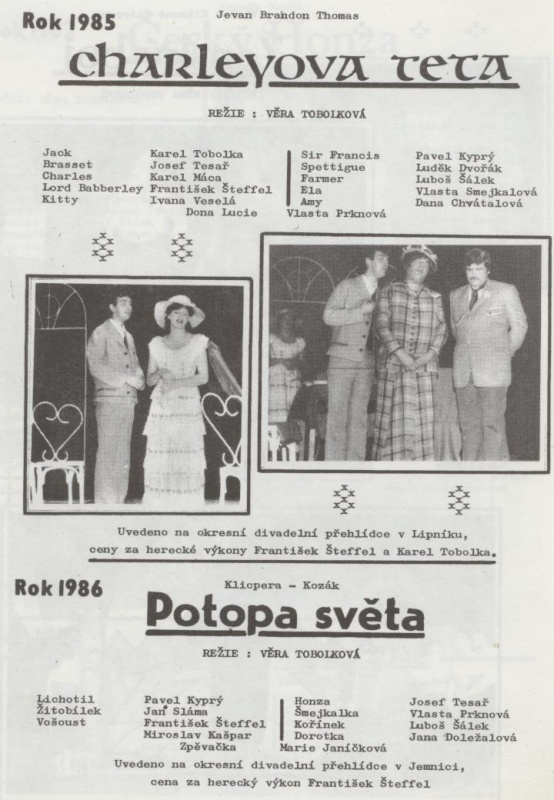 Rok 1985
Jevan Brandon Thomas
CHARLEYOVA TETA
REŽIE : VĚRA TOBOLKOVÁ
Jack Karel Tobolka Sir Francis Pavel Kyprý
Brasset Josef Tesař Spettigue Luděk Dvořák
Charles Karel Máca Farmer Luboš Šálek
Lord Babberley František Šteffel Ela Vlasta Smejkalová
Kitty Ivana Veselá Amy Dana Chvátalová
Dona Lucie Vlasta Prknová
Uvedeno na okresní divadelní přehlídce v Lipníku,
ceny za herecké výkony František Šteffel a Karel Tobolka.
Rok 1986
Klicpera - Kozák
Potopa světa
REŽIE : VĚRA TOBOLKOVÁ
Lichotil Pavel Kyprý Honza Josef Tesař
Žitobílek Jan Sláma Šmejkalka Vlasta Prknová
Vošoust František Šteffel Kořínek Luboš Šálek
Miroslav Kašpar Dorotka Jana Doležalová
Zpěvačka Marie Janíčková
Uvedeno na okresní divadelní přehlídce v Jemnici,
cena za herecký výkon František Šteffel